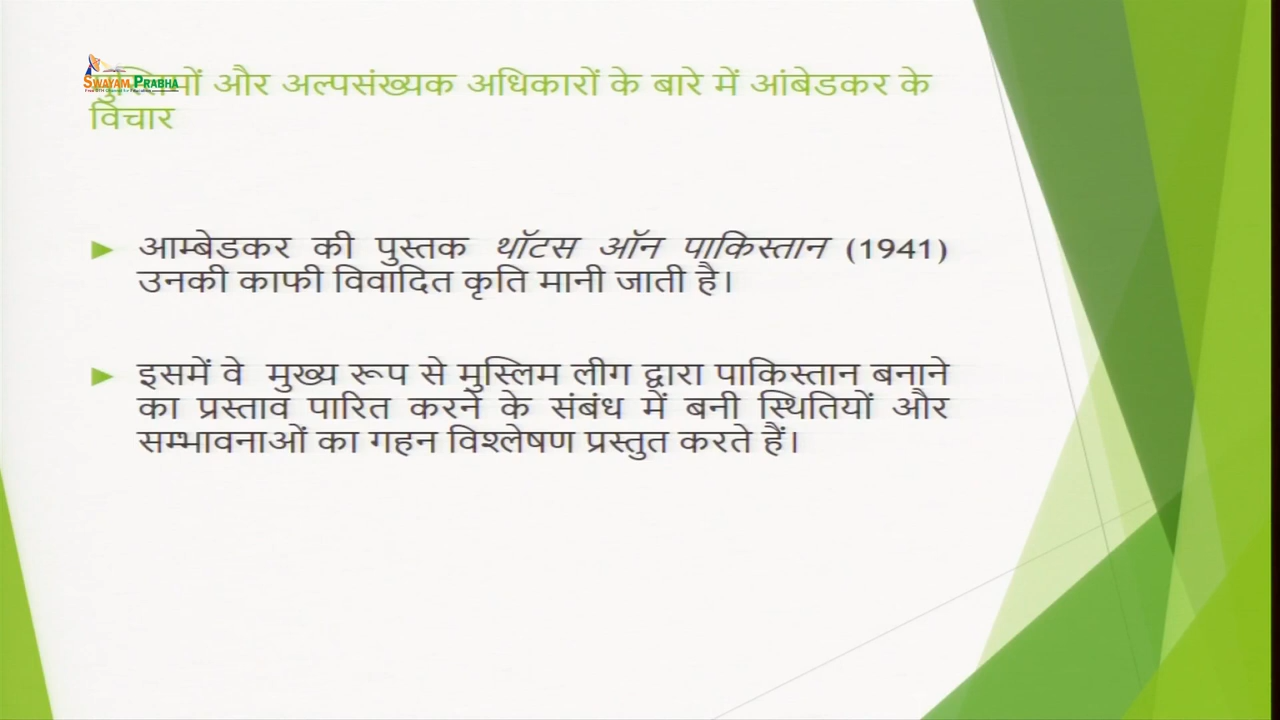 SWAYAM PRABHA
और अल्पसंख्यक अधिकारों के बारे में आंबेडकर के
विचार
आम्बेडकर की पुस्तक थॉटस ऑन पाकिस्तान (1941)
उनकी काफी विवादित कृति मानी जाती है।
इसमें वे मुख्य रूप से मुस्लिम लीग द्वारा पाकिस्तान बनाने
का प्रस्ताव पारित करने के संबंध में बनी स्थितियों और
सम्भावनाओं का गहन विश्लेषण प्रस्तुत करते हैं।